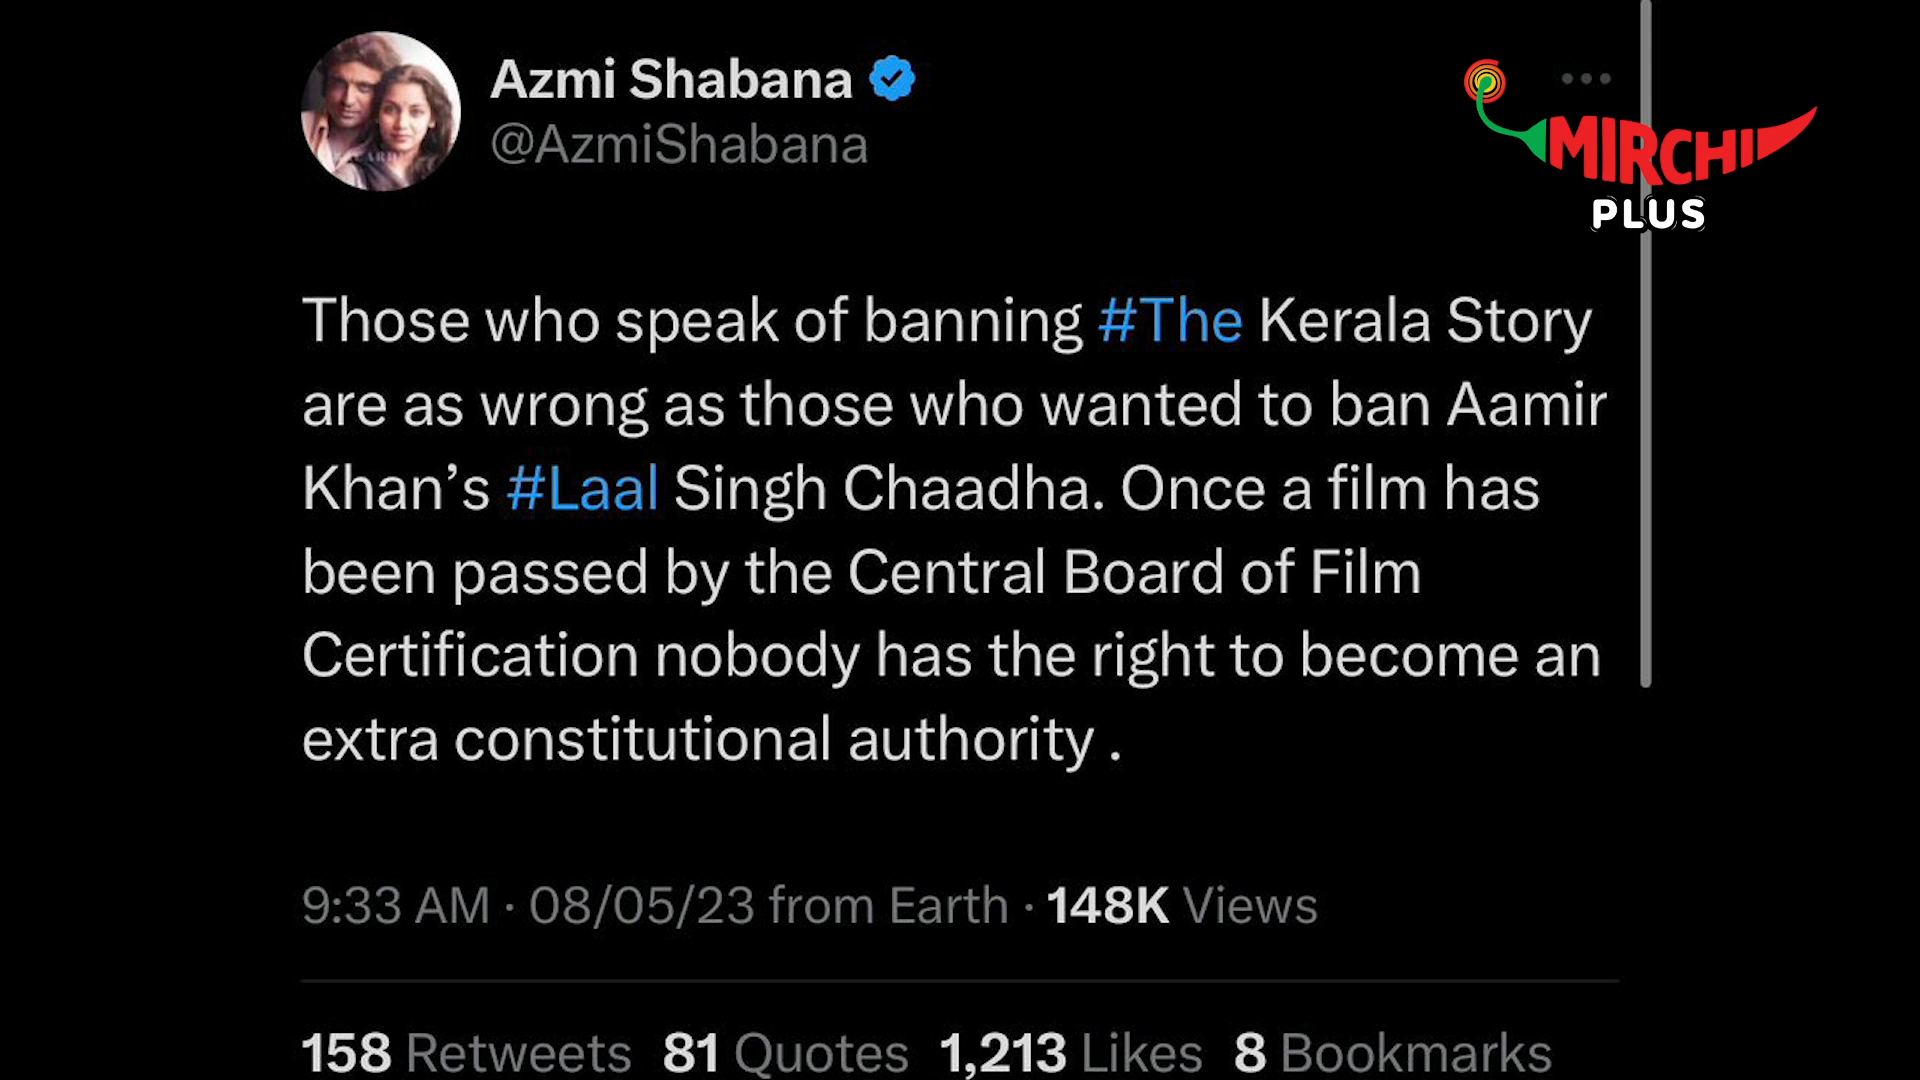 Azmi Shabana
@AzmiShabana
MIRCHI
PLUS
Those who speak of banning #The Kerala Story
are as wrong as those who wanted to ban Aamir
Khan’s #Laal Singh Chaadha. Once a film has
been passed by the Central Board of Film
Certification nobody has the right to become an
extra constitutional authority .
9:33 AM · 08/05/23 from Earth · 148K Views
158 Retweets 81 Quotes 1,213 Likes 8 Bookmarks